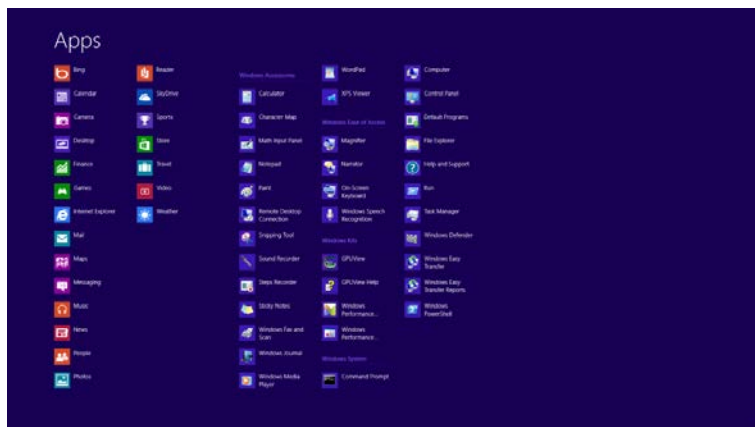 Apps
Bing
Calendar
Camera
Desktop
Finance
Games
Internet Explorer
Mail
Maps
Messaging
Music
News
People
Photos
Reader
SkyDrive
Sports
Store
Travel
Video
Weather
Windows Accessories
Calculator
Character Map
Math Input Panel
Notepad
Paint
Remote Desktop
Connection
Snipping Tool
Sound Recorder
Steps Recorder
Sticky Notes
Windows Fax and
Scan
Windows Journal
Windows Media
Player
WordPad
XPS Viewer
Windows Ease of Access
Magnifier
Narrator
On-Screen
Keyboard
Windows Speech
Recognition
Windows Kits
GPUView
GPUView Help
Windows
Performance...
Windows
Performance...
Windows System
Command Prompt
Computer
Control Panel
Default Programs
File Explorer
Help and Support
Run
Task Manager
Windows Defender
Windows Easy
Transfer
Windows Easy
Transfer Reports
Windows
PowerShell